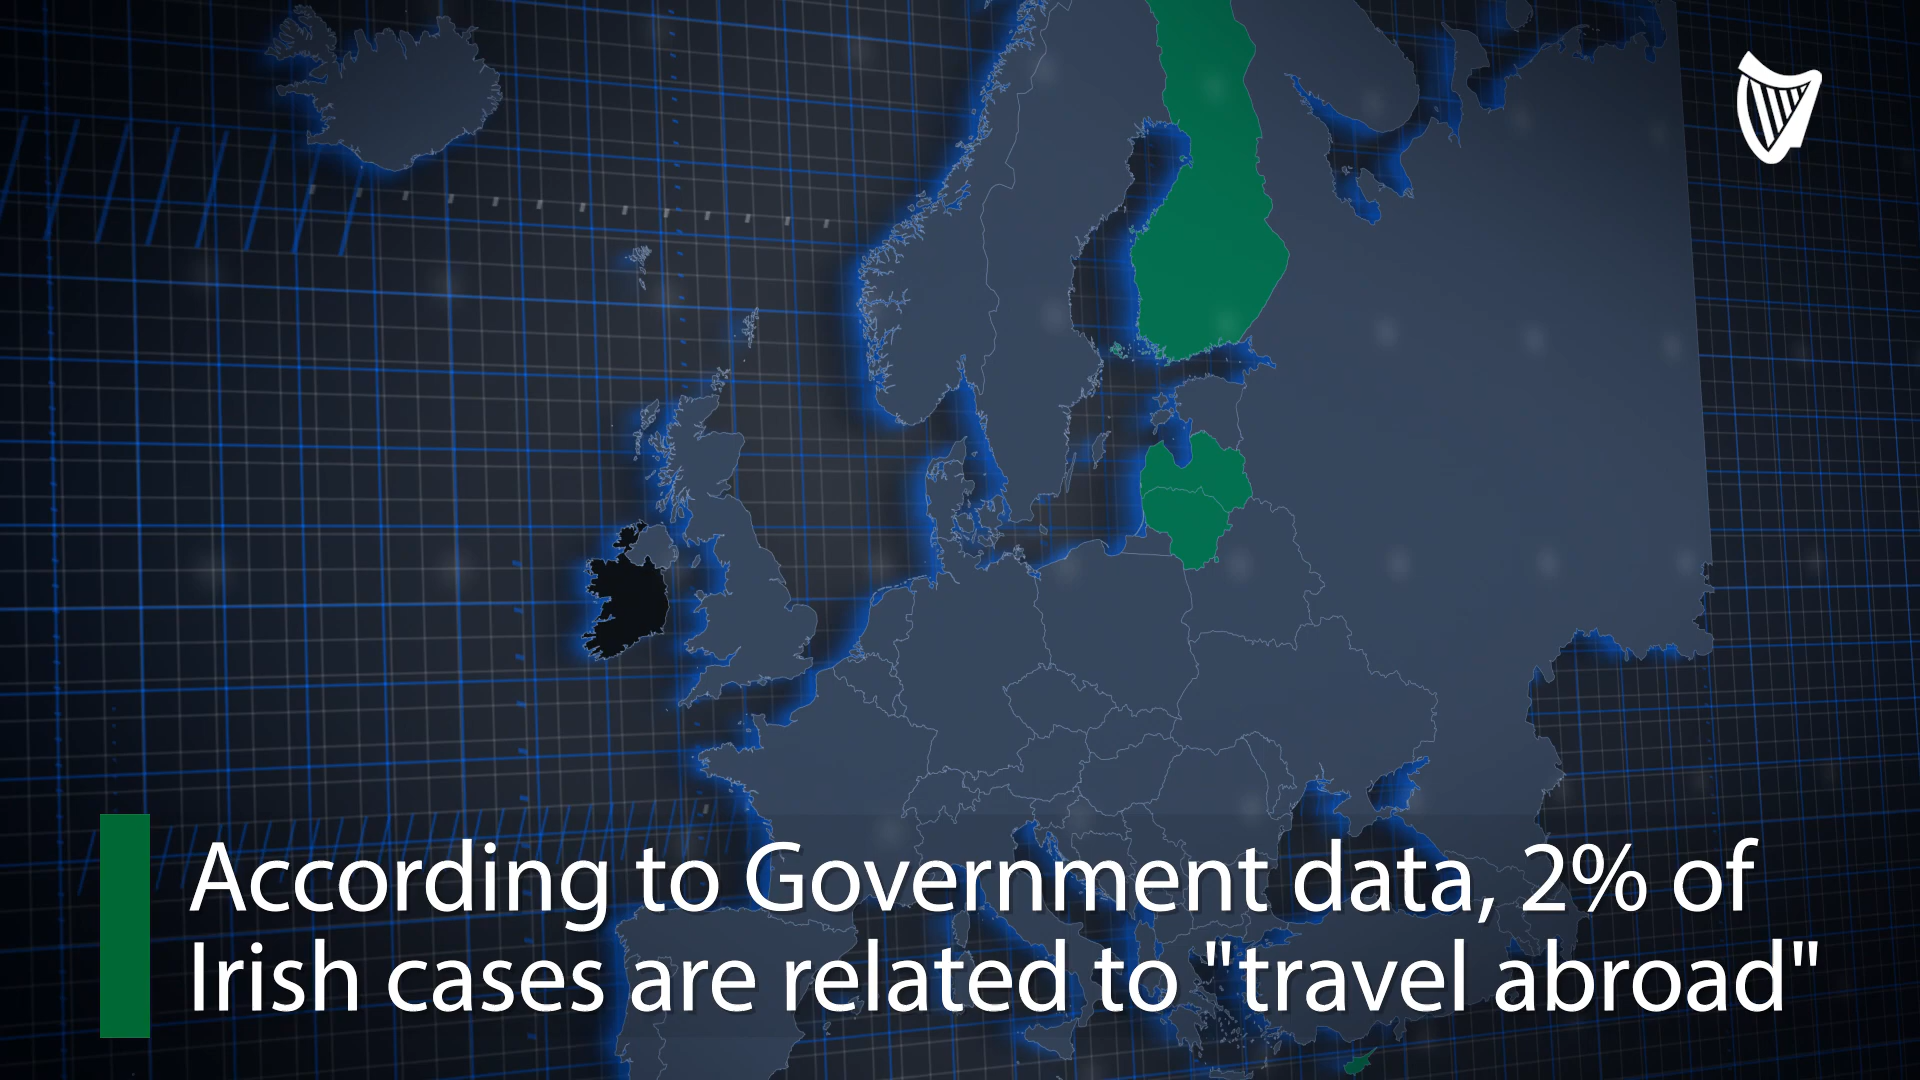 According to Government data, 2% of
Irish cases are related to "travel abroad"